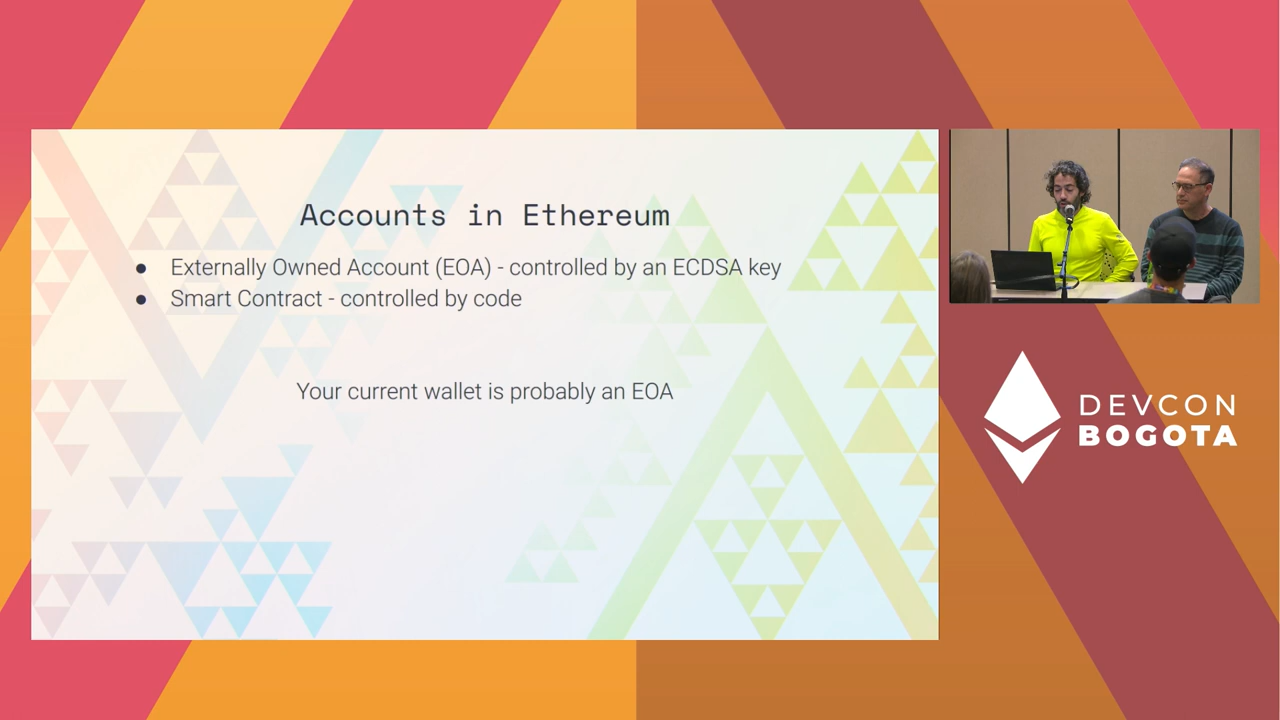 Accounts in Ethereum
● Externally Owned Account (EOA) - controlled by an ECDSA key
● Smart Contract - controlled by code
Your current wallet is probably an EOA
DEVCON
BOGOTA